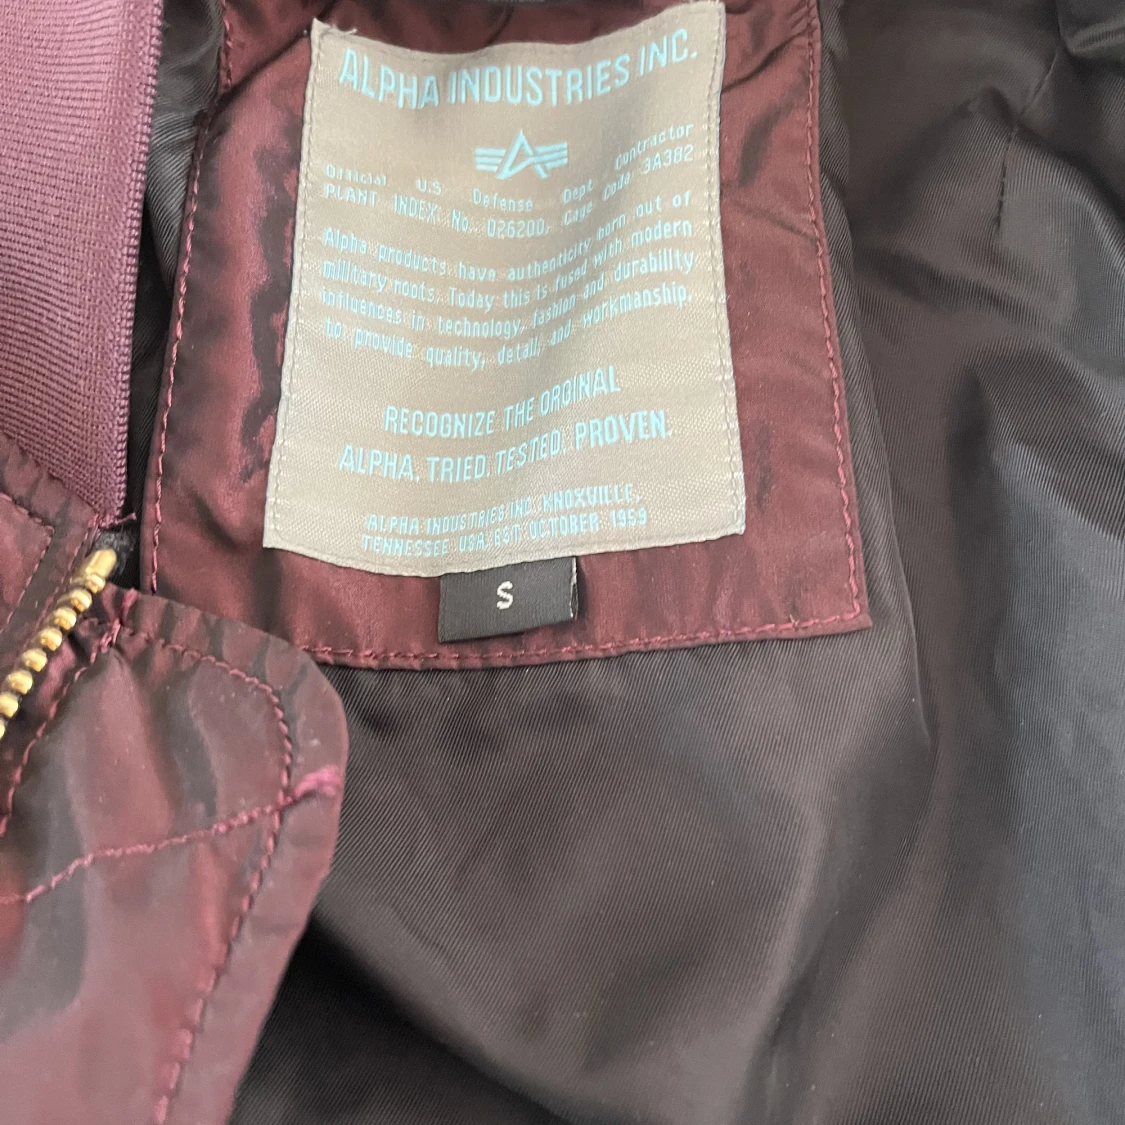 ALPHA INDUSTRIES INC.
Official U.S. Defense Dept. Contractor
PLANT INDEX No. 026200, Cage Code: 3A382
Alpha products have authenticity born out of
military roots. Today this is fused with modern
influences in technology, fashion and durability
to provide quality, detail, and workmanship.
RECOGNIZE THE ORGINAL
ALPHA. TRIED. TESTED. PROVEN.
ALPHA INDUSTRIES INC. KNOXVILLE,
TENNESSEE USA. EST. OCTOBER 1959
S